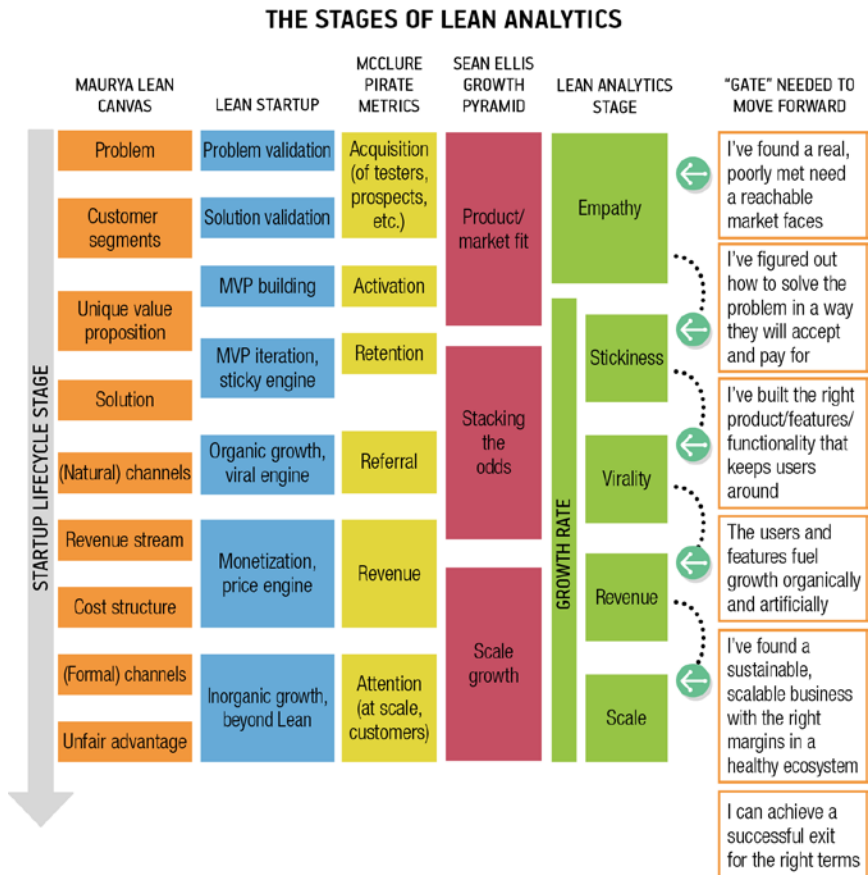 THE STAGES OF LEAN ANALYTICS
MAURYA LEAN
CANVAS
LEAN STARTUP
MCCLURE
PIRATE
METRICS
SEAN ELLIS
GROWTH
PYRAMID
LEAN ANALYTICS
STAGE
“GATE” NEEDED TO
MOVE FORWARD
STARTUP LIFECYCLE STAGE
Problem
Customer
segments
Unique value
proposition
Solution
(Natural) channels
Revenue stream
Cost structure
(Formal) channels
Unfair advantage
Problem validation
Solution validation
MVP building
MVP iteration,
sticky engine
Organic growth,
viral engine
Monetization,
price engine
Inorganic growth,
beyond Lean
Acquisition
(of testers,
prospects,
etc.)
Activation
Retention
Referral
Revenue
Attention
(at scale,
customers)
Product/
market fit
Stacking
the
odds
Scale
growth
Empathy
GROWTH RATE
Stickiness
Virality
Revenue
Scale
I’ve found a real,
poorly met need
a reachable
market faces
I’ve figured out
how to solve the
problem in a way
they will accept
and pay for
I’ve built the right
product/features/
functionality that
keeps users
around
The users and
features fuel
growth organically
and artificially
I’ve found a
sustainable,
scalable business
with the right
margins in a
healthy ecosystem
I can achieve a
successful exit
for the right terms